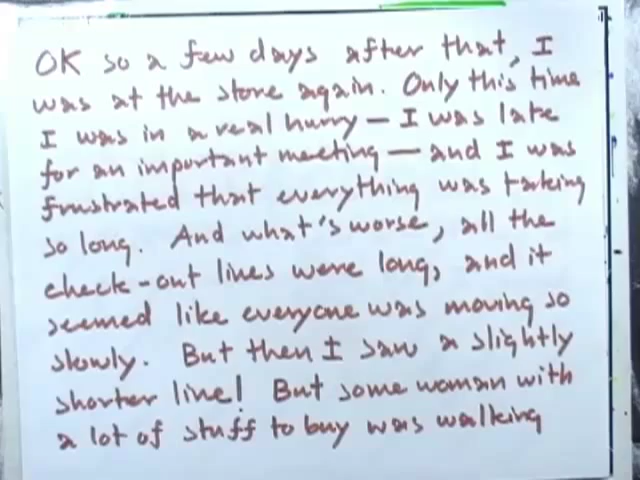 OK so a few days after that, I
was at the store again. Only this time
I was in a real hurry — I was late
for an important meeting — and I was
frustrated that everything was taking
so long. And what's worse, all the
check-out lines were long, and it
seemed like everyone was moving so
slowly. But then I saw a slightly
shorter line! But some woman with
a lot of stuff to buy was walking